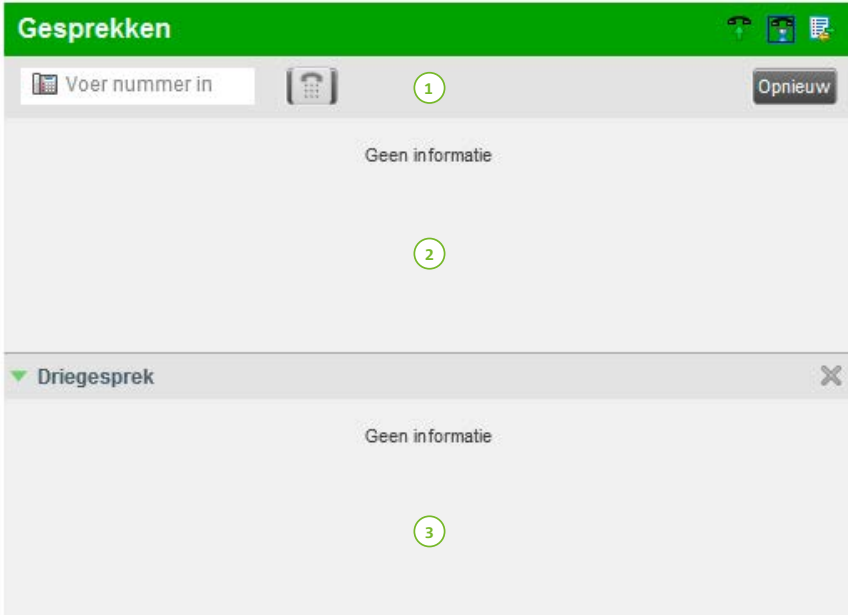 Gesprekken
Voer nummer in
1
Opnieuw
Geen informatie
2
Driegesprek
Geen informatie
3